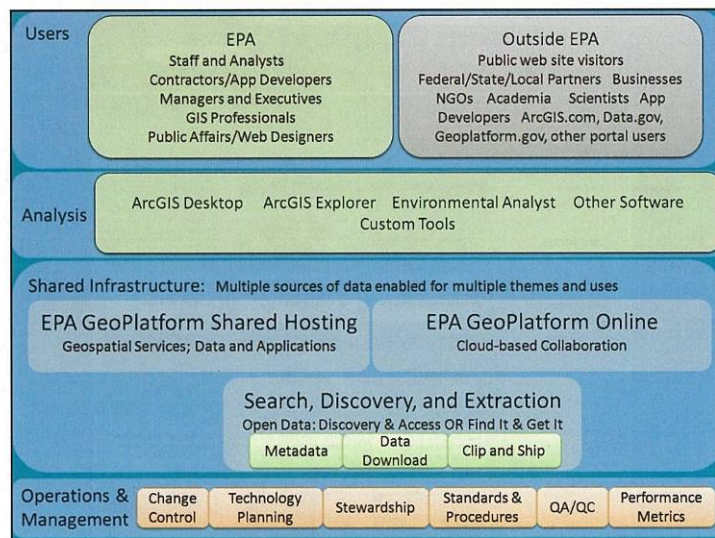 Users
EPA
Staff and Analysts
Contractors/App Developers
Managers and Executives
GIS Professionals
Public Affairs/Web Designers
Outside EPA
Public web site visitors
Federal/State/Local Partners Businesses
NGOs Academia Scientists App
Developers ArcGIS.com, Data.gov,
Geoplatform.gov, other portal users
Analysis
ArcGIS Desktop ArcGIS Explorer Environmental Analyst Other Software
Custom Tools
Shared Infrastructure: Multiple sources of data enabled for multiple themes and uses
EPA GeoPlatform Shared Hosting
Geospatial Services; Data and Applications
EPA GeoPlatform Online
Cloud-based Collaboration
Search, Discovery, and Extraction
Open Data: Discovery & Access OR Find It & Get It
Metadata
Data
Download
Clip and Ship
Operations &
Management
Change
Control
Technology
Planning
Stewardship
Standards &
Procedures
QA/QC
Performance
Metrics